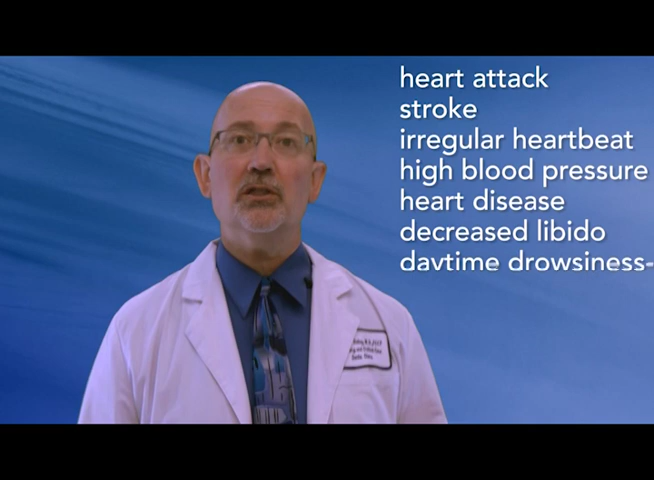 heart attack
stroke
irregular heartbeat
high blood pressure
heart disease
decreased libido
daytime drowsiness-